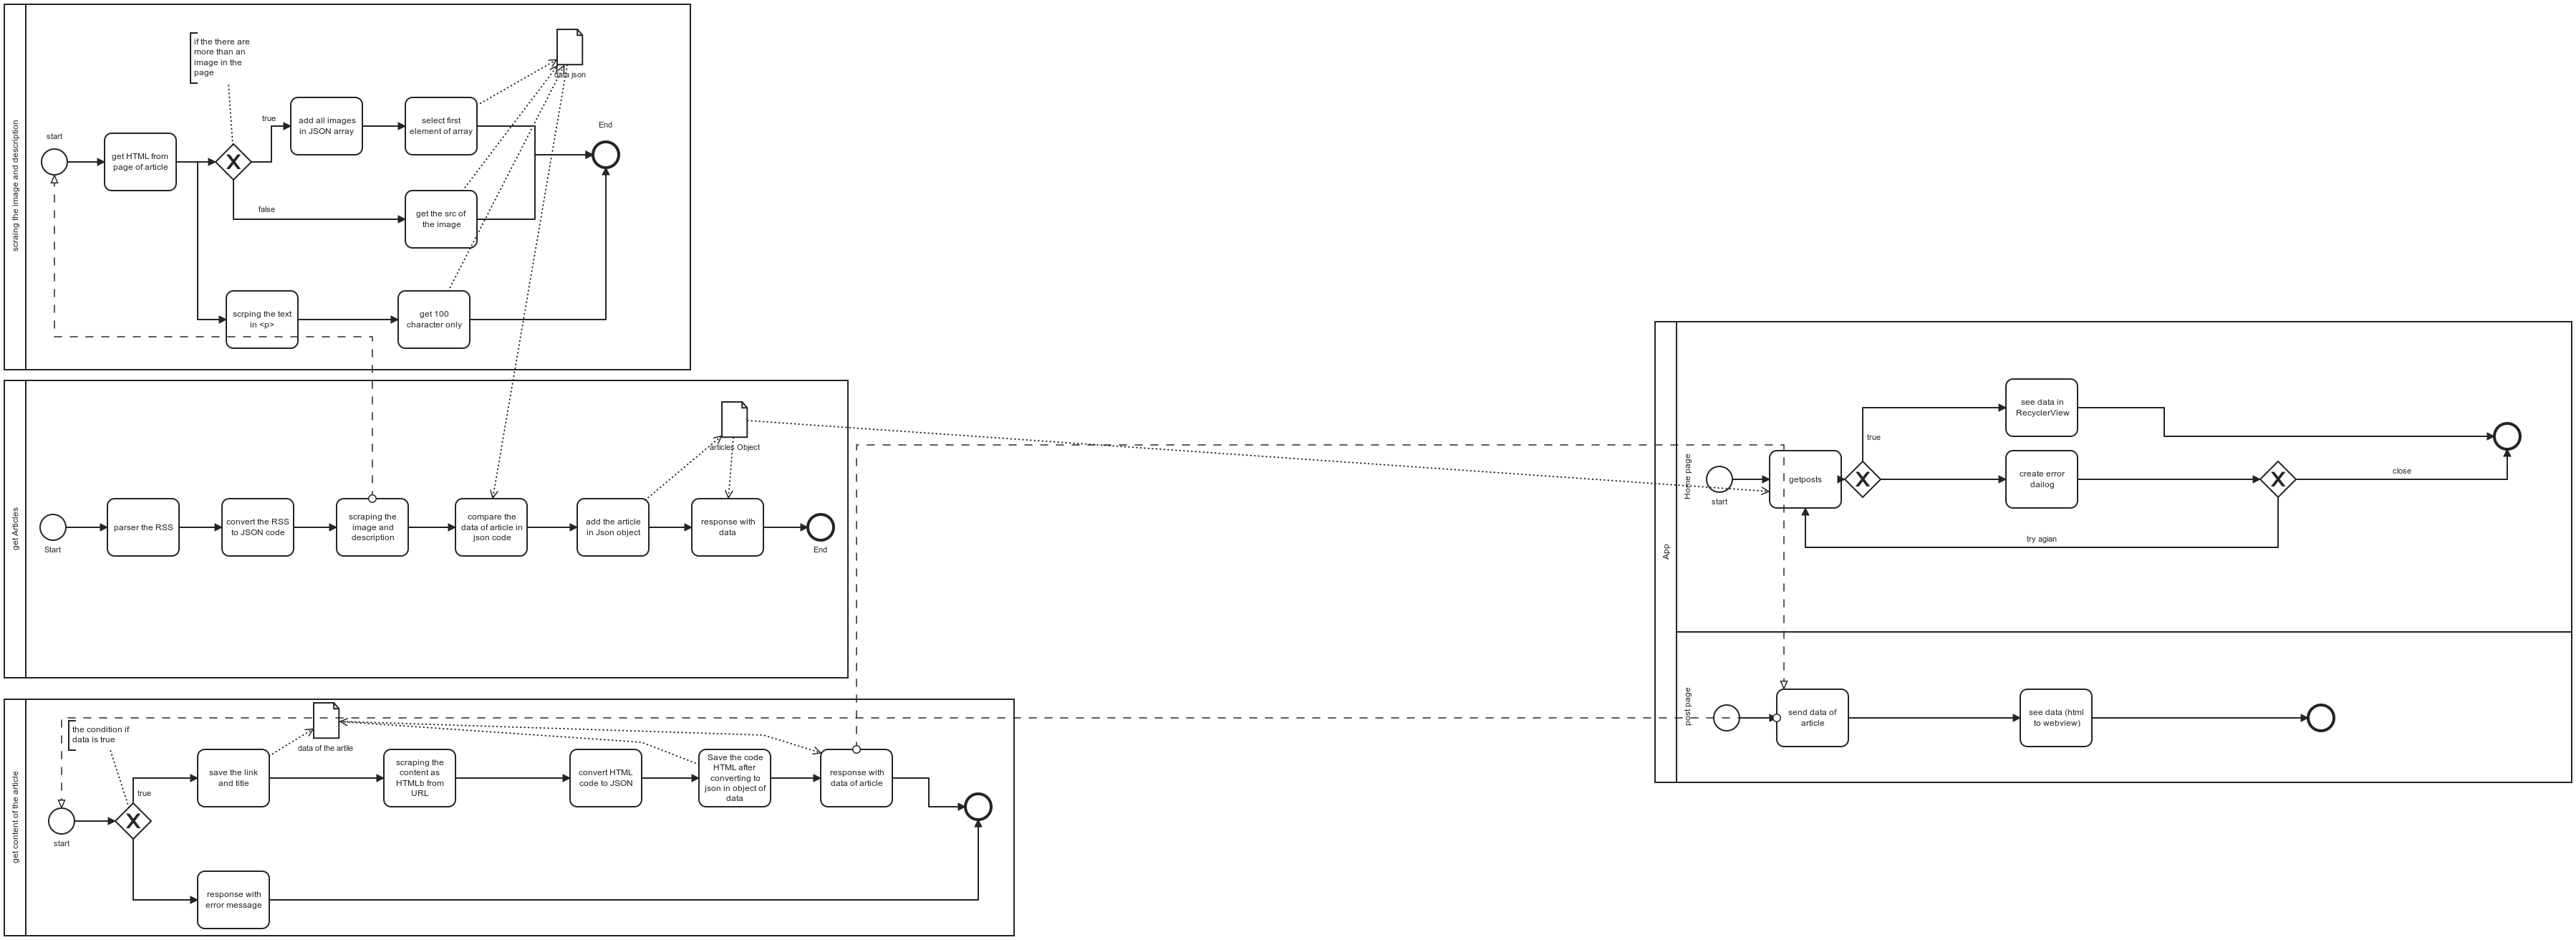 scraing the image and description
if the there are
more than an
image in the
page
data json
start
get HTML from
page of article
true
add all images
in JSON array
select first
element of array
End
false
get the src of
the image
scrping the text
in <p>
get 100
character only
get Articles
articles Object
Start
parser the RSS
convert the RSS
to JSON code
scraping the
image and
description
compare the
data of article in
json code
add the article
in Json object
response with
data
End
get content of the article
the condition if
data is true
data of the artile
start
true
save the link
and title
scraping the
content as
HTMLb from
URL
convert HTML
code to JSON
Save the code
HTML after
converting to
json in object of
data
response with
data of article
response with
error message
App
Home page
start
getposts
true
see data in
RecyclerView
create error
dailog
close
try agian
post page
send data of
article
see data (html
to webview)